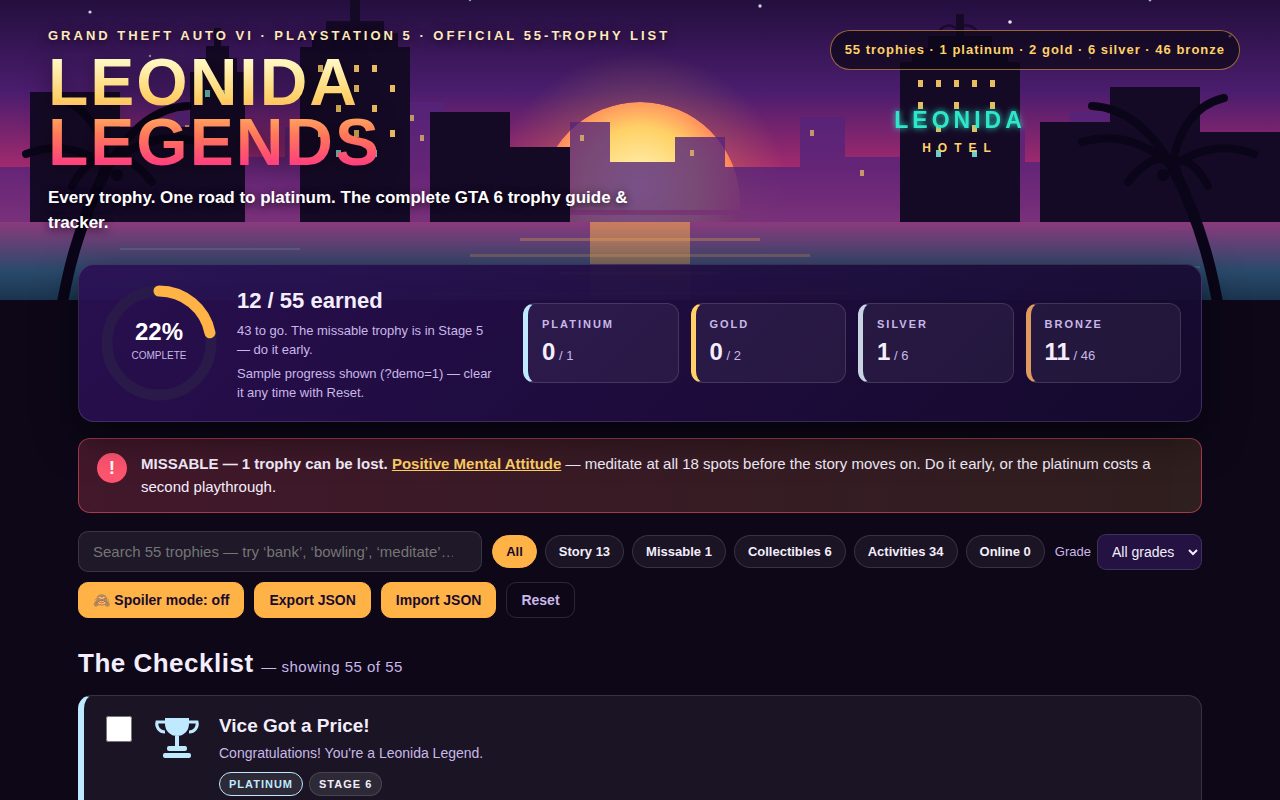 GRAND THEFT AUTO VI · PLAYSTATION 5 · OFFICIAL 55-TROPHY LIST
55 trophies · 1 platinum · 2 gold · 6 silver · 46 bronze
LEONIDA
LEGENDS
LEONIDA
HOTEL
Every trophy. One road to platinum. The complete GTA 6 trophy guide &
tracker.
22%
COMPLETE
12 / 55 earned
43 to go. The missable trophy is in Stage 5
— do it early.
Sample progress shown (?demo=1) — clear
it any time with Reset.
PLATINUM
0 / 1
GOLD
0 / 2
SILVER
1 / 6
BRONZE
11 / 46
!
MISSABLE — 1 trophy can be lost. Positive Mental Attitude — meditate at all 18 spots before the story moves on. Do it early, or the platinum costs a
second playthrough.
Search 55 trophies — try ‘bank’, ‘bowling’, ‘meditate’…
All
Story 13
Missable 1
Collectibles 6
Activities 34
Online 0
Grade
All grades
🙈 Spoiler mode: off
Export JSON
Import JSON
Reset
The Checklist — showing 55 of 55
Vice Got a Price!
Congratulations! You're a Leonida Legend.
PLATINUM
STAGE 6